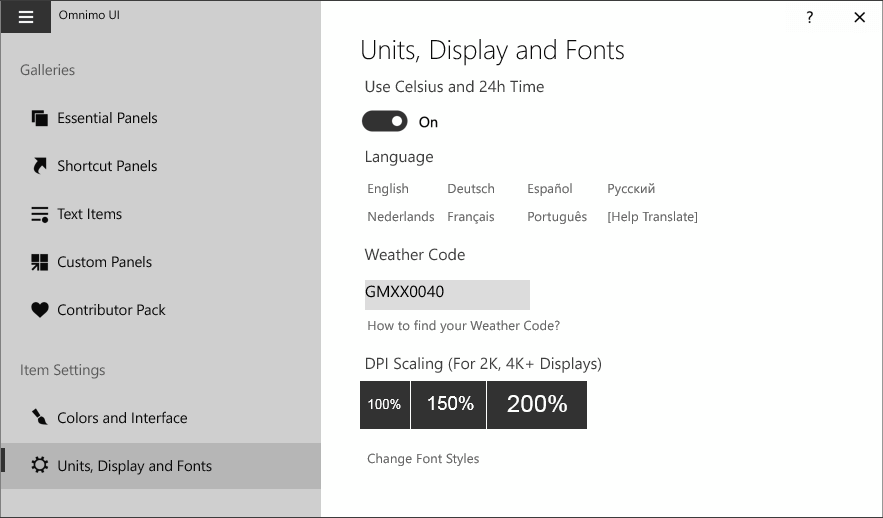 Omnimo UI
?
Galleries
Essential Panels
Shortcut Panels
Text Items
Custom Panels
Contributor Pack
Item Settings
Colors and Interface
Units, Display and Fonts
Units, Display and Fonts
Use Celsius and 24h Time
On
Language
English Deutsch Español Русский
Nederlands Français Português [Help Translate]
Weather Code
GMXX0040
How to find your Weather Code?
DPI Scaling (For 2K, 4K+ Displays)
100% 150% 200%
Change Font Styles